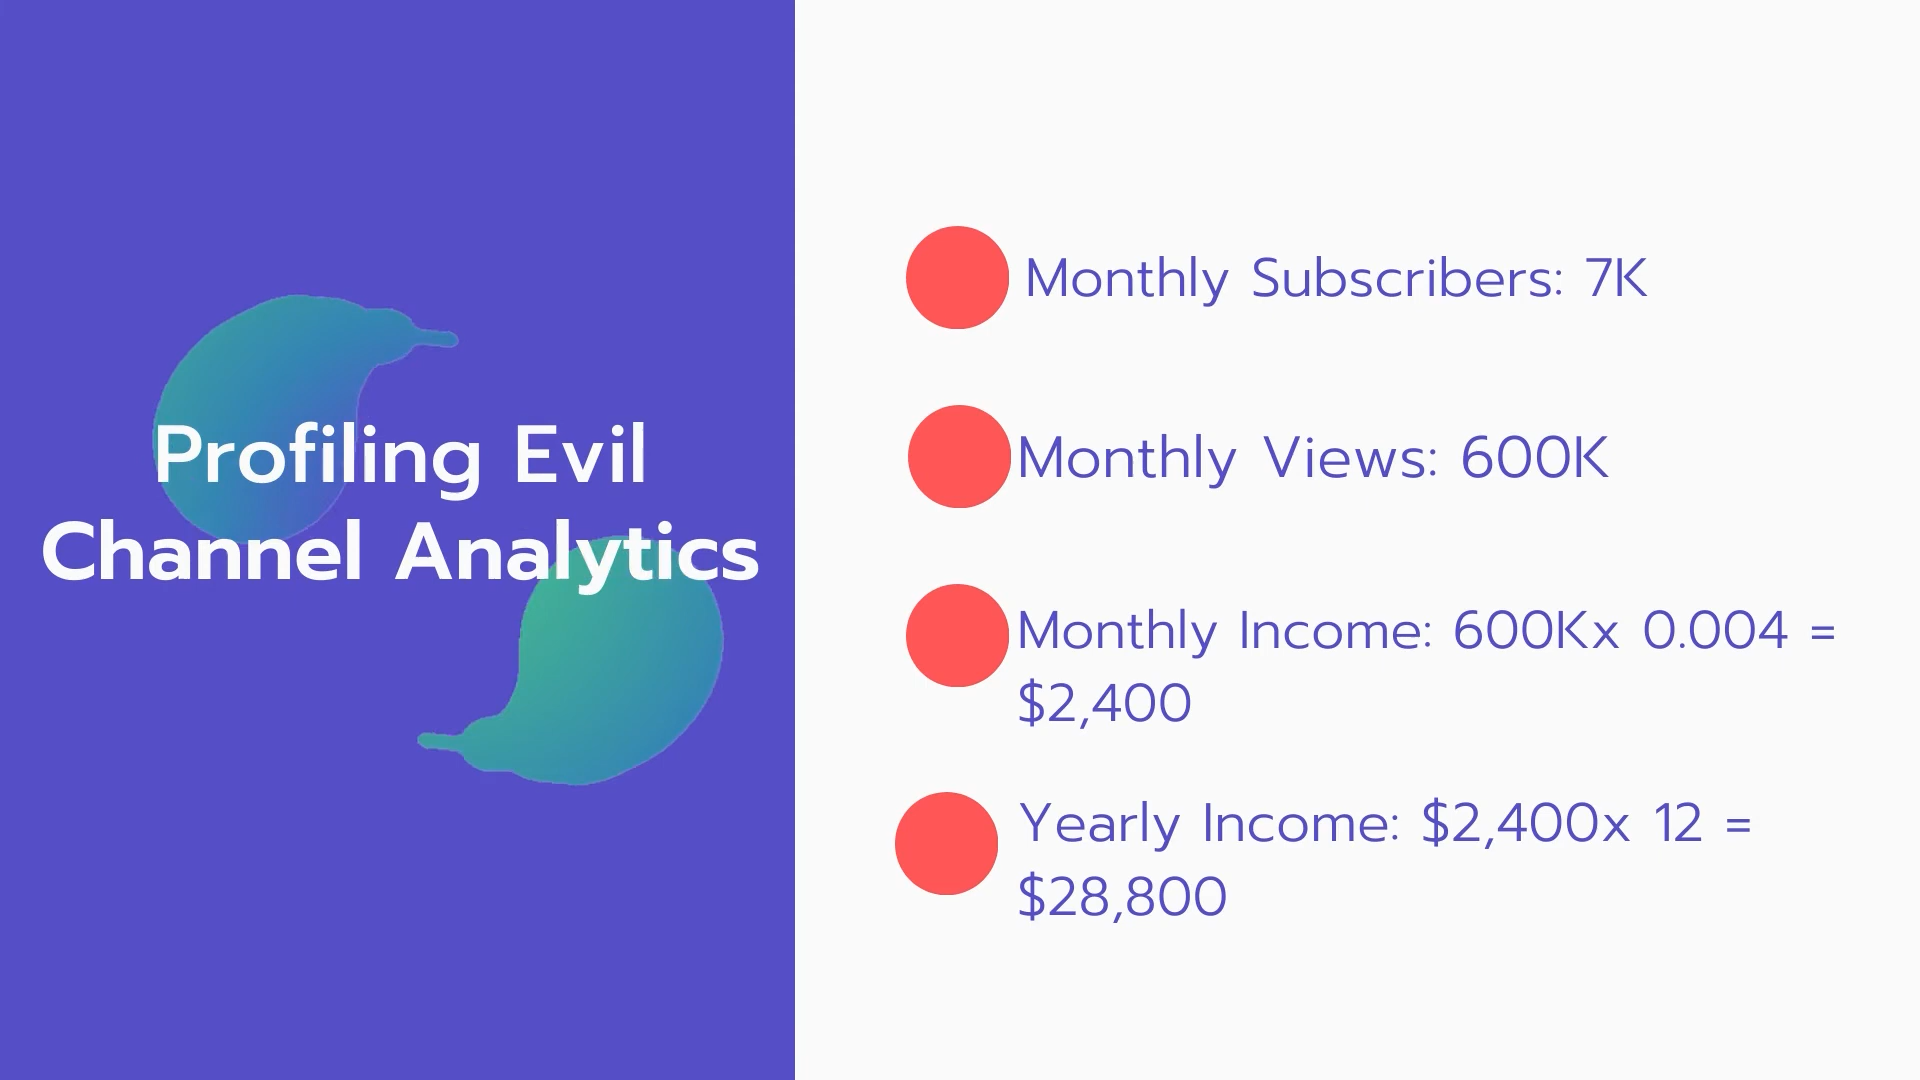 Profiling Evil
Channel Analytics
Monthly Subscribers: 7K
Monthly Views: 600K
Monthly Income: 600Kx 0.004 =
$2,400
Yearly Income: $2,400x 12 =
$28,800